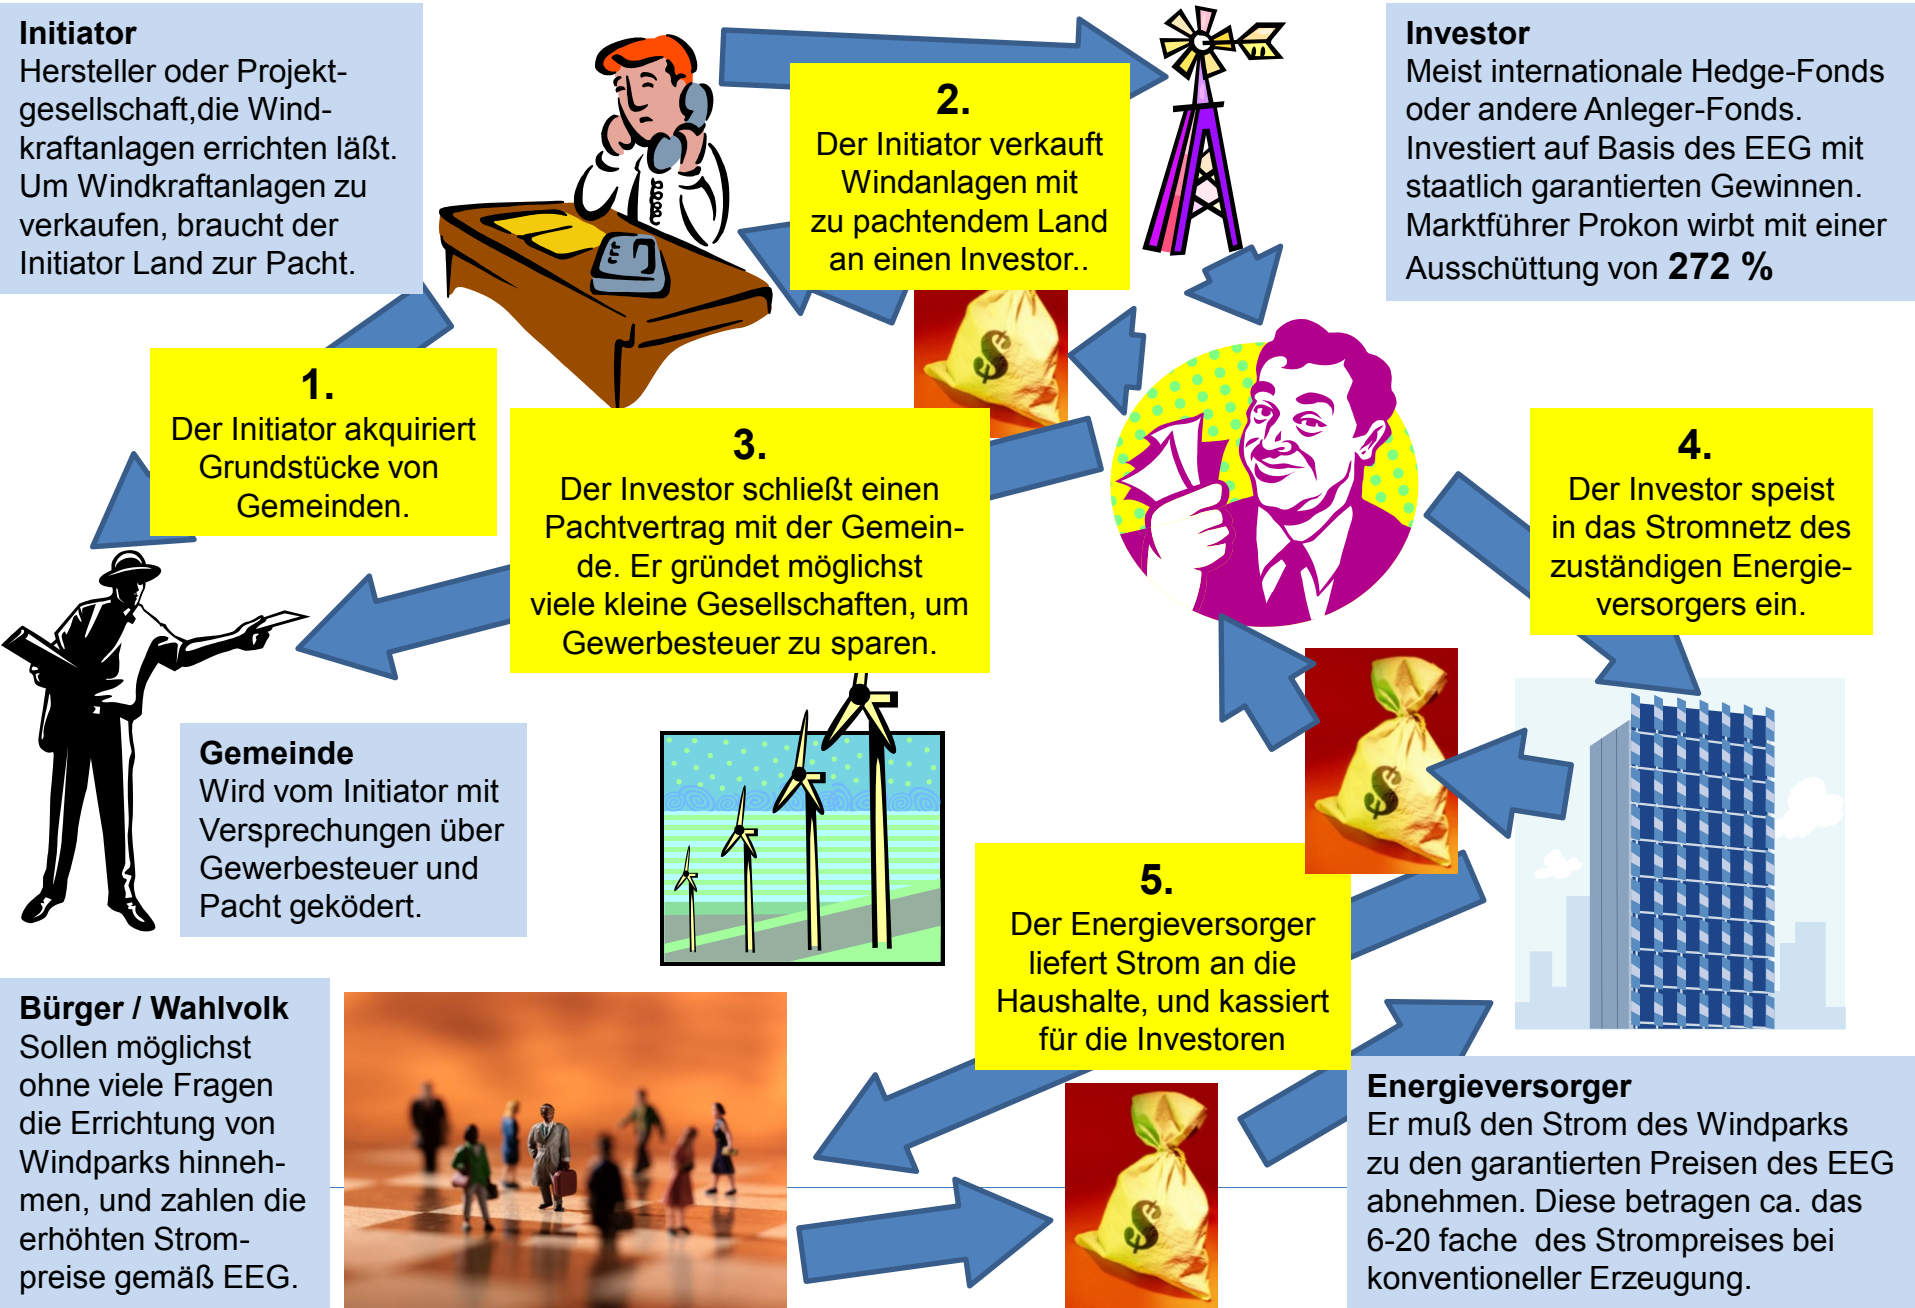 Initiator
Hersteller oder Projekt-
gesellschaft,die Wind-
kraftanlagen errichten läßt.
Um Windkraftanlagen zu
verkaufen, braucht der
Initiator Land zur Pacht.
2.
Der Initiator verkauft
Windanlagen mit
zu pachtendem Land
an einen Investor..
Investor
Meist internationale Hedge-Fonds
oder andere Anleger-Fonds.
Investiert auf Basis des EEG mit
staatlich garantierten Gewinnen.
Marktführer Prokon wirbt mit einer
Ausschüttung von 272 %
1.
Der Initiator akquiriert
Grundstücke von
Gemeinden.
3.
Der Investor schließt einen
Pachtvertrag mit der Gemein-
de. Er gründet möglichst
viele kleine Gesellschaften, um
Gewerbesteuer zu sparen.
4.
Der Investor speist
in das Stromnetz des
zuständigen Energie-
versorgers ein.
Gemeinde
Wird vom Initiator mit
Versprechungen über
Gewerbesteuer und
Pacht geködert.
5.
Der Energieversorger
liefert Strom an die
Haushalte, und kassiert
für die Investoren
Bürger / Wahlvolk
Sollen möglichst
ohne viele Fragen
die Errichtung von
Windparks hinneh-
men, und zahlen die
erhöhten Strom-
preise gemäß EEG.
Energieversorger
Er muß den Strom des Windparks
zu den garantierten Preisen des EEG
abnehmen. Diese betragen ca. das
6-20 fache des Strompreises bei
konventioneller Erzeugung.
$
$
$